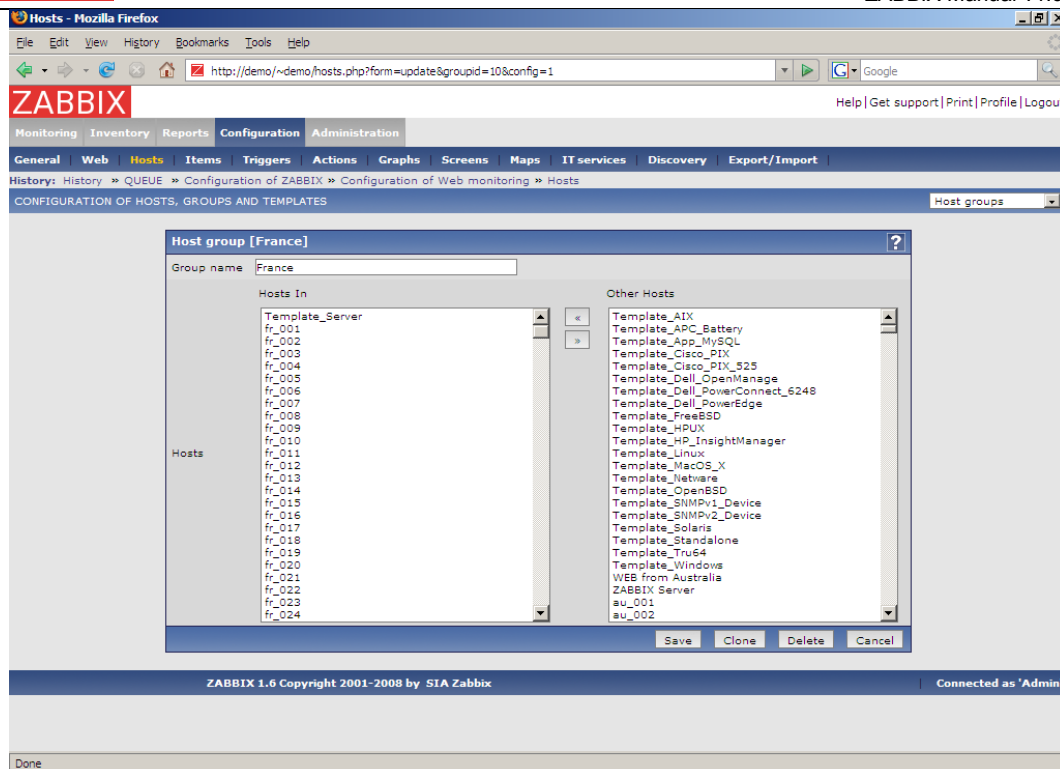 ZABBIX Manual
Hosts - Mozilla Firefox
File Edit View History Bookmarks Tools Help
http://demo/~demo/hosts.php?form=update&groupid=10&config=1
G Google
ZABBIX
Help | Get support | Print | Profile | Logou
Monitoring Inventory Reports Configuration Administration
General | Web | Hosts | Items | Triggers | Actions | Graphs | Screens | Maps | IT services | Discovery | Export/Import |
History: History » QUEUE » Configuration of ZABBIX » Configuration of Web monitoring » Hosts
CONFIGURATION OF HOSTS, GROUPS AND TEMPLATES
Host groups
Host group [France]
?
Group name
France
Hosts
Hosts In
Template_Server
fr_001
fr_002
fr_003
fr_004
fr_005
fr_006
fr_007
fr_008
fr_009
fr_010
fr_011
fr_012
fr_013
fr_014
fr_015
fr_016
fr_017
fr_018
fr_019
fr_020
fr_021
fr_022
fr_023
fr_024
«
»
Other Hosts
Template_AIX
Template_APC_Battery
Template_App_MySQL
Template_Cisco_PIX
Template_Cisco_PIX_525
Template_Dell_OpenManage
Template_Dell_PowerConnect_6248
Template_Dell_PowerEdge
Template_FreeBSD
Template_HPUX
Template_HP_InsightManager
Template_Linux
Template_MacOS_X
Template_Netware
Template_OpenBSD
Template_SNMPv1_Device
Template_SNMPv2_Device
Template_Solaris
Template_Standalone
Template_Tru64
Template_Windows
WEB from Australia
ZABBIX Server
au_001
au_002
Save Clone Delete Cancel
ZABBIX 1.6 Copyright 2001-2008 by SIA Zabbix
| Connected as 'Admin
Done